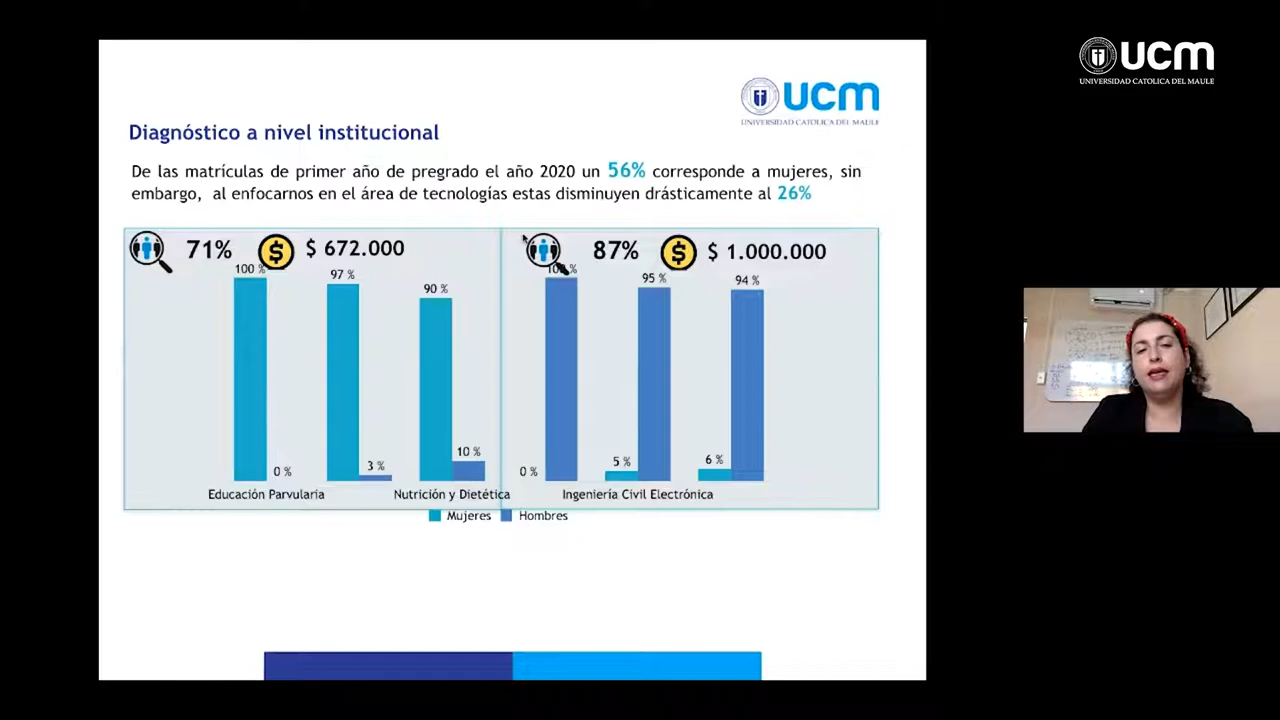 ucm
UNIVERSIDAD CATOLICA DEL MAULE
ucm
UNIVERSIDAD CATOLICA DEL MAULE
Diagnóstico a nivel institucional
De las matrículas de primer año de pregrado el año 2020 un 56% corresponde a mujeres, sin
embargo, al enfocarnos en el área de tecnologías estas disminuyen drásticamente al 26%
71% $ $ 672.000
87% $ $ 1.000.000
100 % 97 % 90 % 100 % 95 % 94 %
0 % 3 % 10 % 0 % 5 % 6 %
Educación Parvularia Nutrición y Dietética Ingeniería Civil Electrónica
Mujeres Hombres